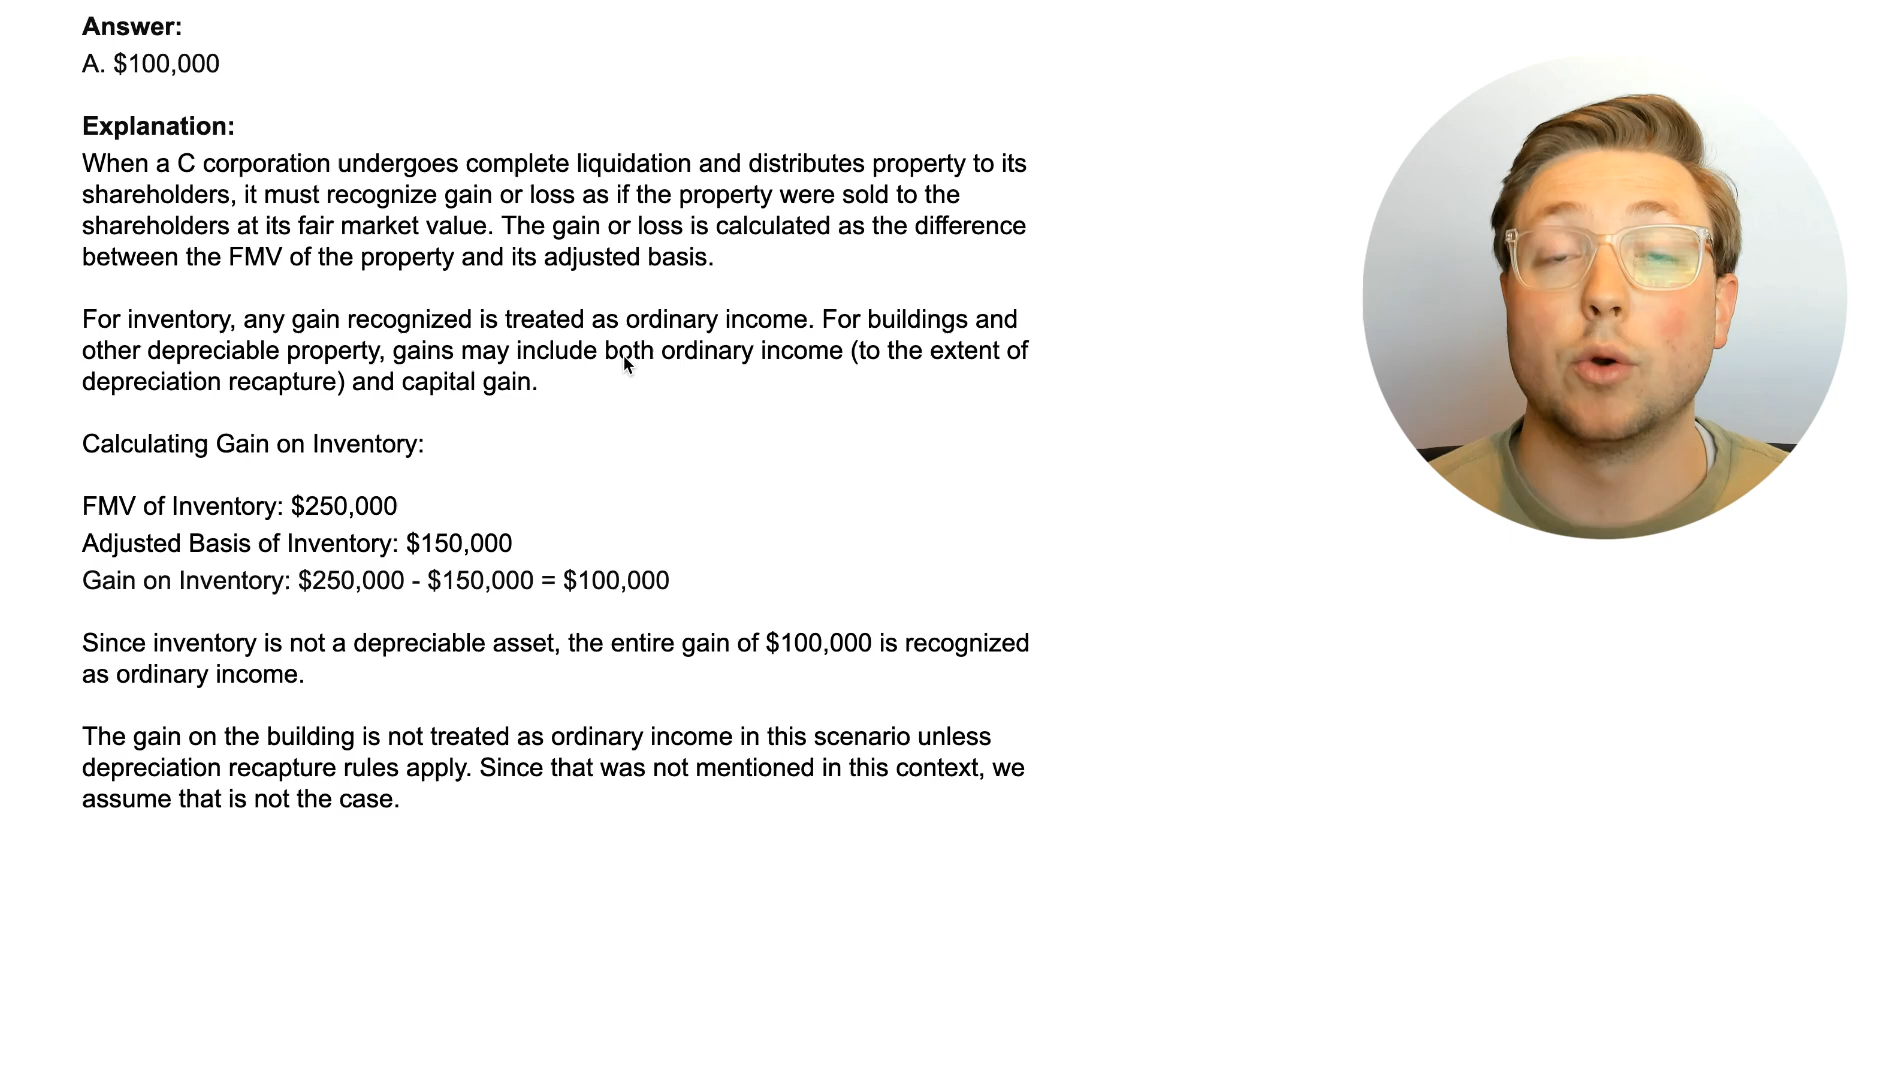 Answer:
A. $100,000
Explanation:
When a C corporation undergoes complete liquidation and distributes property to its
shareholders, it must recognize gain or loss as if the property were sold to the
shareholders at its fair market value. The gain or loss is calculated as the difference
between the FMV of the property and its adjusted basis.
For inventory, any gain recognized is treated as ordinary income. For buildings and
other depreciable property, gains may include both ordinary income (to the extent of
depreciation recapture) and capital gain.
Calculating Gain on Inventory:
FMV of Inventory: $250,000
Adjusted Basis of Inventory: $150,000
Gain on Inventory: $250,000 - $150,000 = $100,000
Since inventory is not a depreciable asset, the entire gain of $100,000 is recognized
as ordinary income.
The gain on the building is not treated as ordinary income in this scenario unless
depreciation recapture rules apply. Since that was not mentioned in this context, we
assume that is not the case.